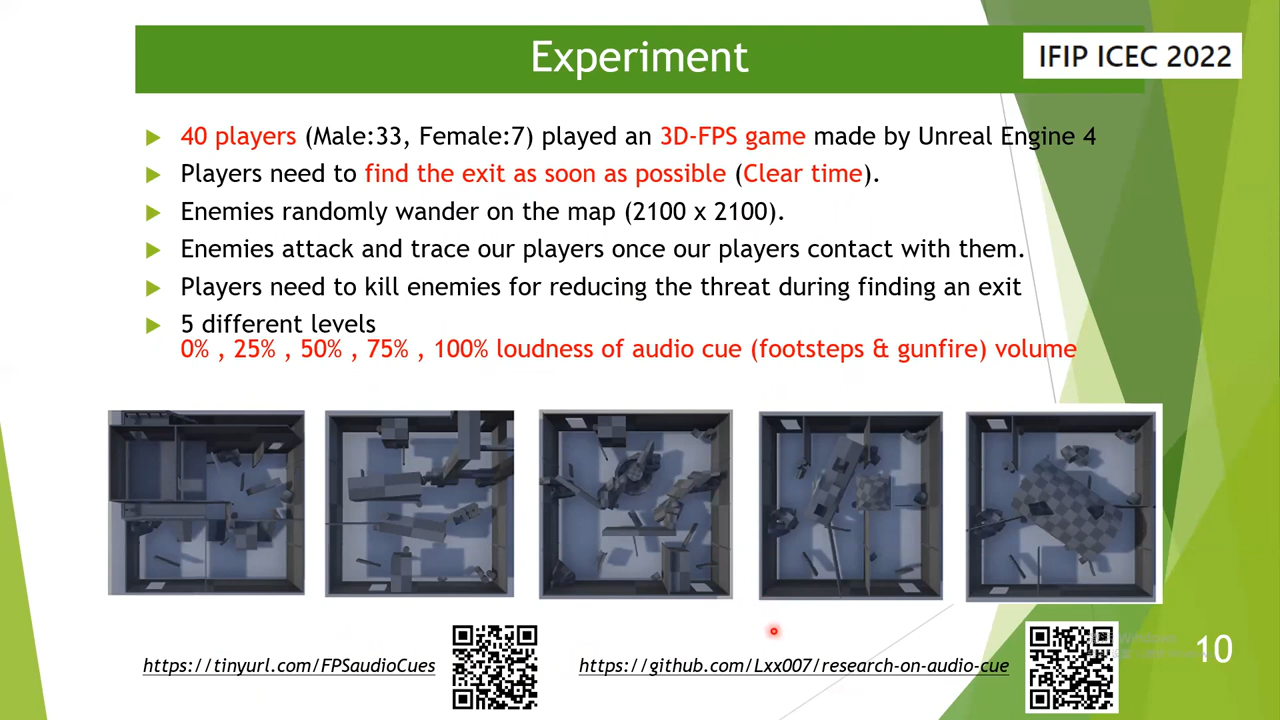 Experiment
IFIP ICEC 2022
40 players (Male:33, Female:7) played an 3D-FPS game made by Unreal Engine 4
Players need to find the exit as soon as possible (Clear time).
Enemies randomly wander on the map (2100 x 2100).
Enemies attack and trace our players once our players contact with them.
Players need to kill enemies for reducing the threat during finding an exit
5 different levels
0% , 25% , 50% , 75% , 100% loudness of audio cue (footsteps & gunfire) volume
https://tinyurl.com/FPSaudioCues
https://github.com/Lxx007/research-on-audio-cue
Windows
10